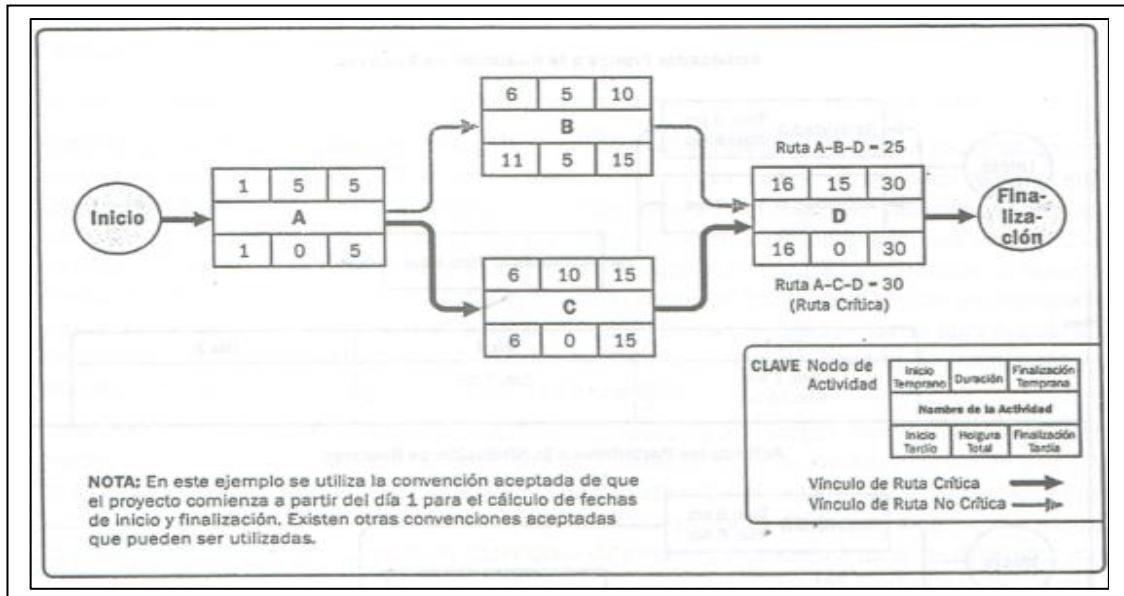 6 5 10
B
11 5 15
Ruta A-B-D = 25
Inicio
1 5 5
A
1 0 5
16 15 30
D
16 0 30
Fina-
liza-
ción
6 10 15
C
6 0 15
Ruta A-C-D = 30
(Ruta Crítica)
CLAVE Nodo de
Actividad
Inicio Temprano
Duración
Finalización Temprana
Nombre de la Actividad
Inicio Tardío
Holgura Total
Finalización Tardía
Vínculo de Ruta Crítica
Vínculo de Ruta No Crítica
NOTA: En este ejemplo se utiliza la convención aceptada de que
el proyecto comienza a partir del día 1 para el cálculo de fechas
de inicio y finalización. Existen otras convenciones aceptadas
que pueden ser utilizadas.